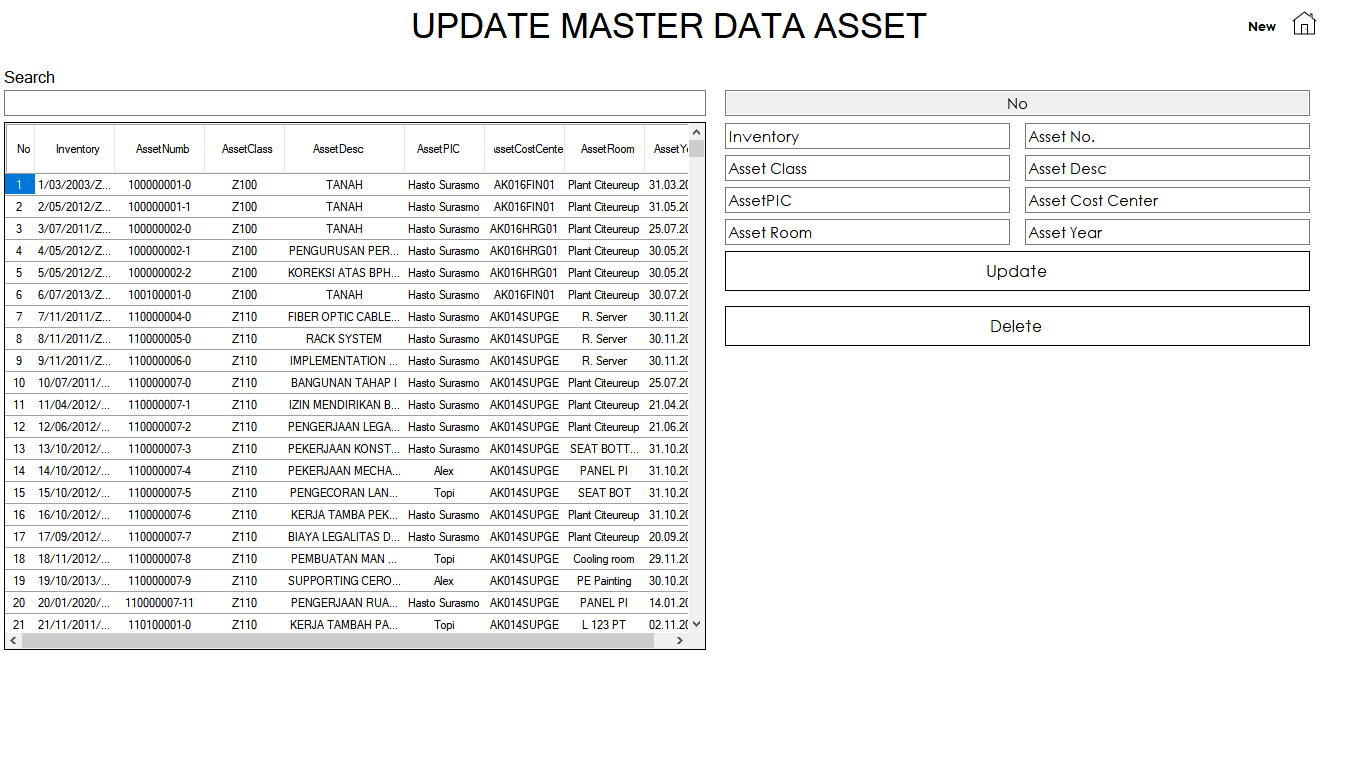 UPDATE MASTER DATA ASSET
New
Search
No Inventory AssetNumb AssetClass AssetDesc AssetPIC ssetCostCente AssetRoom AssetYe
1 1/03/2003/Z... 100000001-0 Z100 TANAH Hasto Surasmo AK016FIN01 Plant Citeureup 31.03.20
2 2/05/2012/Z... 100000001-1 Z100 TANAH Hasto Surasmo AK016FIN01 Plant Citeureup 31.05.20
3 3/07/2011/Z... 100000002-0 Z100 TANAH Hasto Surasmo AK016HRG01 Plant Citeureup 25.07.20
4 4/05/2012/Z... 100000002-1 Z100 PENGURUSAN PER... Hasto Surasmo AK016HRG01 Plant Citeureup 30.05.20
5 5/05/2012/Z... 100000002-2 Z100 KOREKSI ATAS BPH... Hasto Surasmo AK016HRG01 Plant Citeureup 30.05.20
6 6/07/2013/Z... 100100001-0 Z100 TANAH Hasto Surasmo AK016FIN01 Plant Citeureup 30.07.20
7 7/11/2011/Z... 110000004-0 Z110 FIBER OPTIC CABLE... Hasto Surasmo AK014SUPGE R. Server 30.11.20
8 8/11/2011/Z... 110000005-0 Z110 RACK SYSTEM Hasto Surasmo AK014SUPGE R. Server 30.11.20
9 9/11/2011/Z... 110000006-0 Z110 IMPLEMENTATION ... Hasto Surasmo AK014SUPGE R. Server 30.11.20
10 10/07/2011/... 110000007-0 Z110 BANGUNAN TAHAP I Hasto Surasmo AK014SUPGE Plant Citeureup 25.07.20
11 11/04/2012/... 110000007-1 Z110 IZIN MENDIRIKAN B... Hasto Surasmo AK014SUPGE Plant Citeureup 21.04.20
12 12/06/2012/... 110000007-2 Z110 PENGERJAAN LEGA... Hasto Surasmo AK014SUPGE Plant Citeureup 21.06.20
13 13/10/2012/... 110000007-3 Z110 PEKERJAAN KONST... Hasto Surasmo AK014SUPGE SEAT BOTT... 31.10.20
14 14/10/2012/... 110000007-4 Z110 PEKERJAAN MECHA... Alex AK014SUPGE PANEL PI 31.10.20
15 15/10/2012/... 110000007-5 Z110 PENGECORAN LAN... Topi AK014SUPGE SEAT BOT 31.10.20
16 16/10/2012/... 110000007-6 Z110 KERJA TAMBA PEK... Hasto Surasmo AK014SUPGE Plant Citeureup 31.10.20
17 17/09/2012/... 110000007-7 Z110 BIAYA LEGALITAS D... Hasto Surasmo AK014SUPGE Plant Citeureup 20.09.20
18 18/11/2012/... 110000007-8 Z110 PEMBUATAN MAN ... Topi AK014SUPGE Cooling room 29.11.20
19 19/10/2013/... 110000007-9 Z110 SUPPORTING CERO... Alex AK014SUPGE PE Painting 30.10.20
20 20/01/2020/... 110000007-11 Z110 PENGERJAAN RUA... Hasto Surasmo AK014SUPGE PANEL PI 14.01.20
21 21/11/2011/... 110100001-0 Z110 KERJA TAMBAH PA... Topi AK014SUPGE L 123 PT 02.11.20
No
Inventory Asset No.
Asset Class Asset Desc
AssetPIC Asset Cost Center
Asset Room Asset Year
Update
Delete